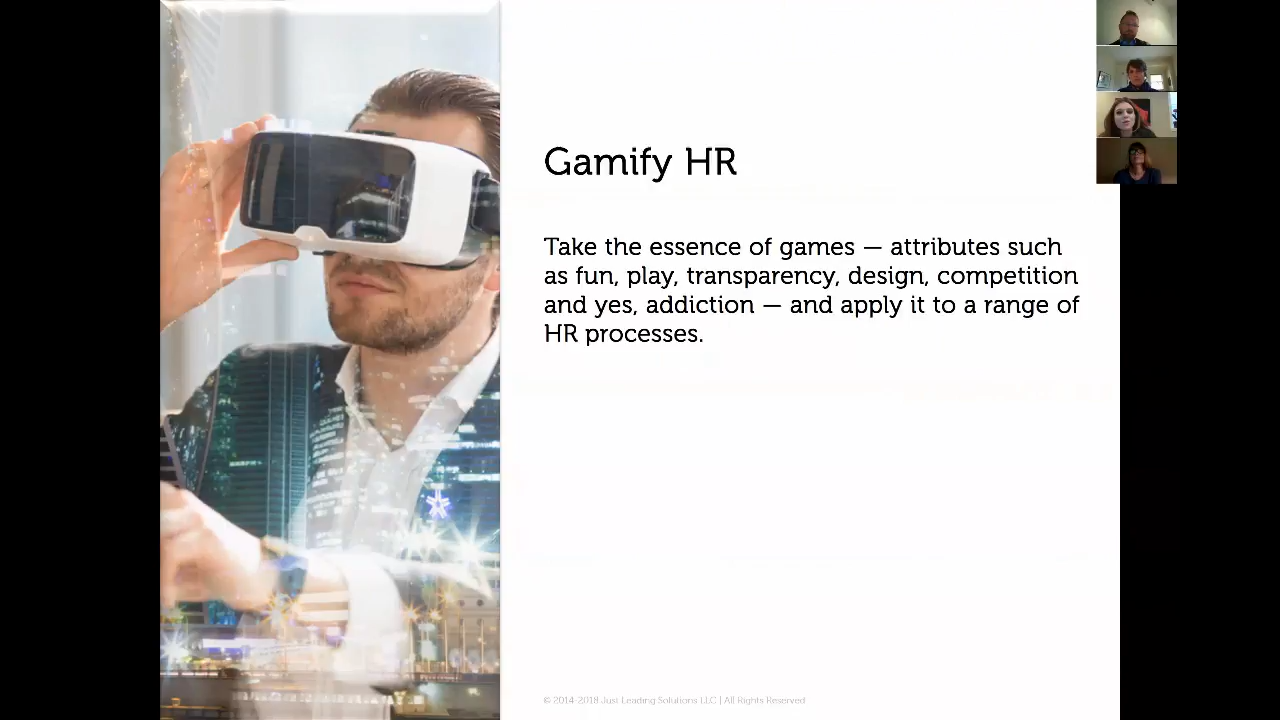 Gamify HR
Take the essence of games — attributes such
as fun, play, transparency, design, competition
and yes, addiction — and apply it to a range of
HR processes.
© 2014-2019 Just Leading Solutions LLC | All Rights Reserved